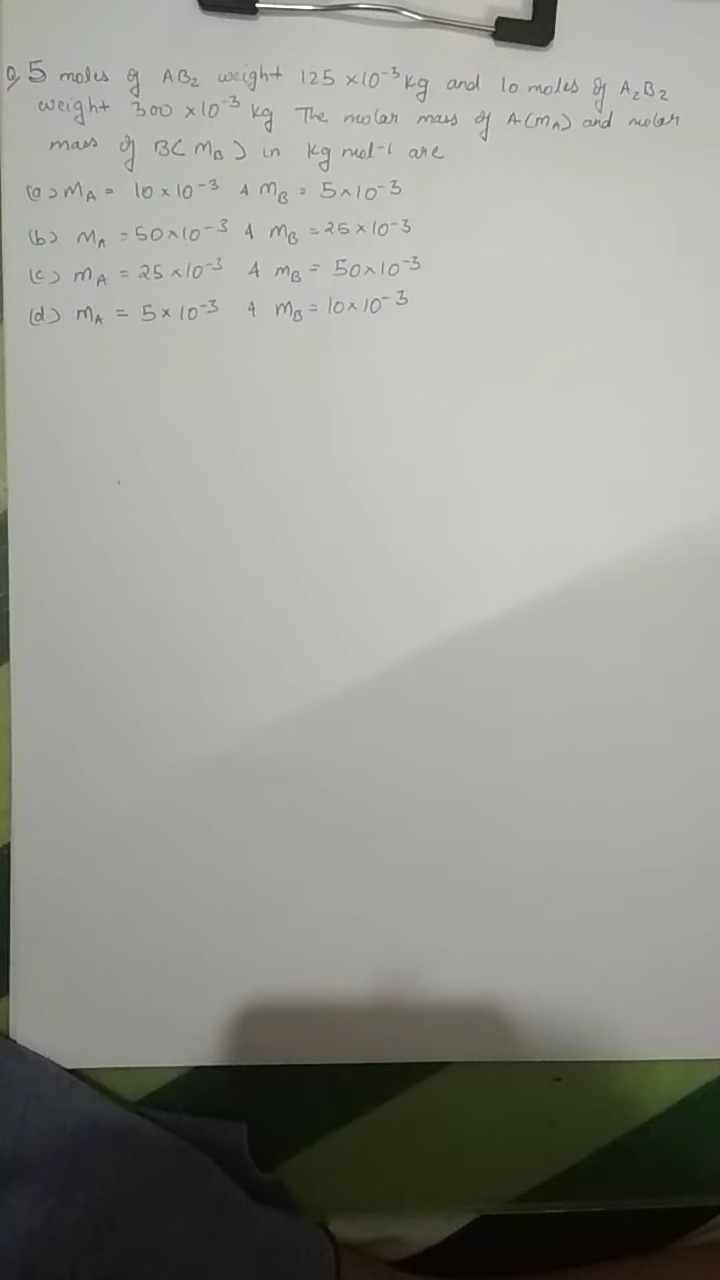 Q 5 moles of AB₂ weight 125 × 10⁻³ kg and 10 moles of A₂B₂
weight 300 × 10⁻³ kg The molar mass of A(MA) and molar
mass of B(MB) in kg mol-1 are
(a) MA = 10 × 10⁻³ & MB = 5 × 10⁻³
(b) MA = 50 × 10⁻³ & MB = 25 × 10⁻³
(c) MA = 25 × 10⁻³ & MB = 50 × 10⁻³
(d) MA = 5 × 10⁻³ & MB = 10 × 10⁻³